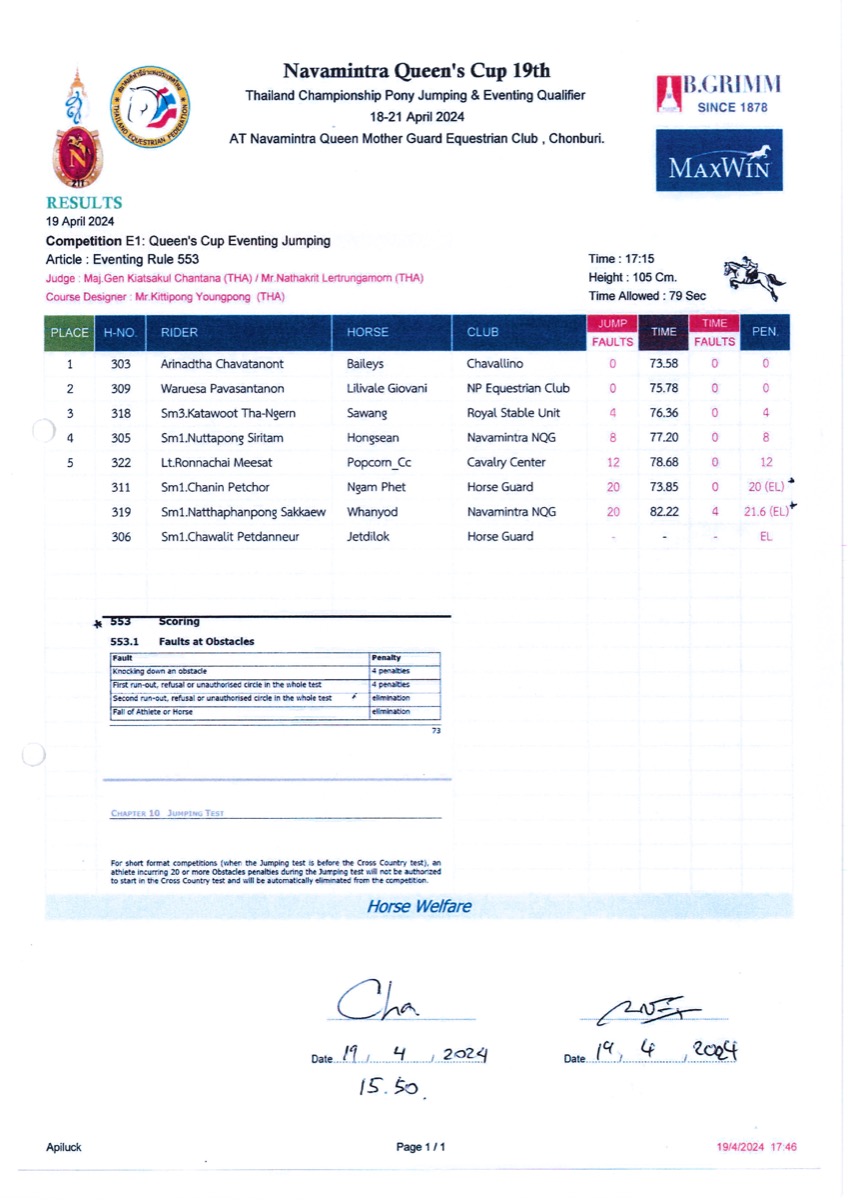 Navamintra Queen's Cup 19th
Thailand Championship Pony Jumping & Eventing Qualifier
18-21 April 2024
AT Navamintra Queen Mother Guard Equestrian Club , Chonburi.
THAILAND EQUESTRIAN FEDERATION
N
B.GRIMM
SINCE 1878
MAXWIN
RESULTS
19 April 2024
Competition E1: Queen's Cup Eventing Jumping
Article : Eventing Rule 553 Time : 17:15
Judge : Maj.Gen Kiatsakul Chantana (THA) / Mr.Nathakrit Lertrungamorn (THA) Height : 105 Cm.
Course Designer : Mr.Kittipong Youngpong (THA) Time Allowed : 79 Sec
PLACE H-NO. RIDER HORSE CLUB JUMP FAULTS TIME TIME FAULTS PEN.
1 303 Arinadtha Chavatanont Baileys Chavallino 0 73.58 0 0
2 309 Waruesa Pavasantanon Lilivale Giovani NP Equestrian Club 0 75.78 0 0
3 318 Sm3.Katawoot Tha-Ngern Sawang Royal Stable Unit 4 76.36 0 4
4 305 Sm1.Nuttapong Siritam Hongsean Navamintra NQG 8 77.20 0 8
5 322 Lt.Ronnachai Meesat Popcorn_Cc Cavalry Center 12 78.68 0 12
311 Sm1.Chanin Petchor Ngam Phet Horse Guard 20 73.85 0 20 (EL) *
319 Sm1.Natthaphanpong Sakkaew Whanyod Navamintra NQG 20 82.22 4 21.6 (EL) *
306 Sm1.Chawalit Petdanneur Jetdilok Horse Guard - - - EL
* 553 Scoring
553.1 Faults at Obstacles
Fault Penalty
Knocking down an obstacle 4 penalties
First run-out, refusal or unauthorised circle in the whole test 4 penalties
Second run-out, refusal or unauthorised circle in the whole test elimination
Fall of Athlete or Horse elimination
73
CHAPTER 10 JUMPING TEST
For short format competitions (when the Jumping test is before the Cross Country test), an
athlete incurring 20 or more Obstacles penalties during the Jumping test will not be authorized
to start in the Cross Country test and will be automatically eliminated from the competition.
Horse Welfare
Cha
Date 19, 4 , 2024 Date 19, 4 , 2024
15.50.
Apiluck Page 1 / 1 19/4/2024 17:46